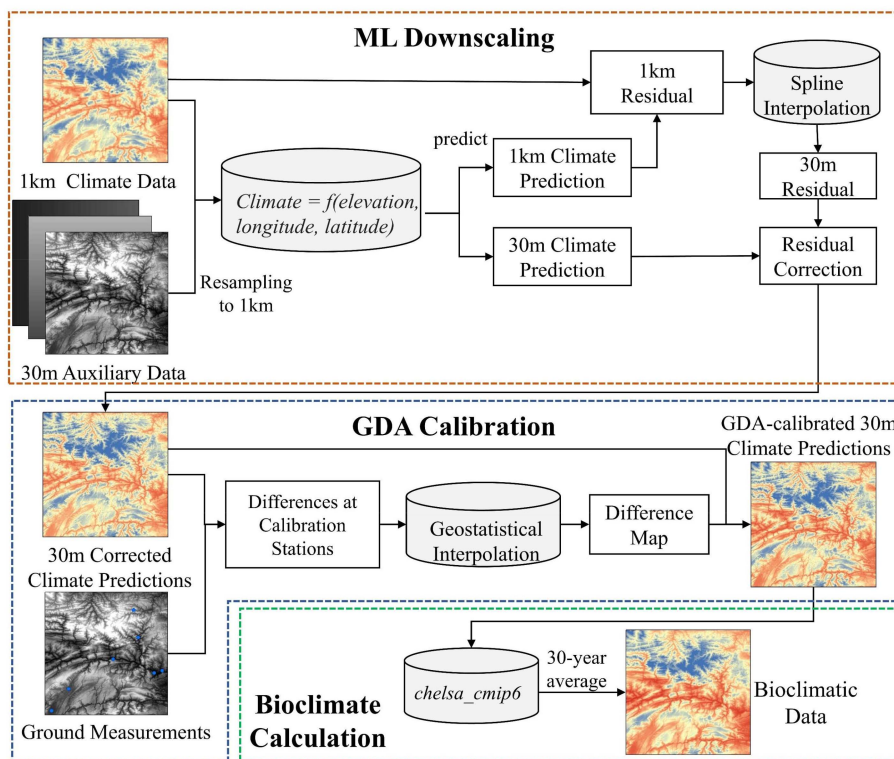 ML Downscaling
1km Climate Data
30m Auxiliary Data
Resampling
to 1km
Climate = f(elevation,
longitude, latitude)
predict
1km Climate
Prediction
30m Climate
Prediction
1km
Residual
Spline
Interpolation
30m
Residual
Residual
Correction
GDA Calibration
30m Corrected
Climate Predictions
Ground Measurements
Differences at
Calibration
Stations
Geostatistical
Interpolation
Difference
Map
GDA-calibrated 30m
Climate Predictions
Bioclimate
Calculation
chelsa_cmip6
30-year
average
Bioclimatic
Data